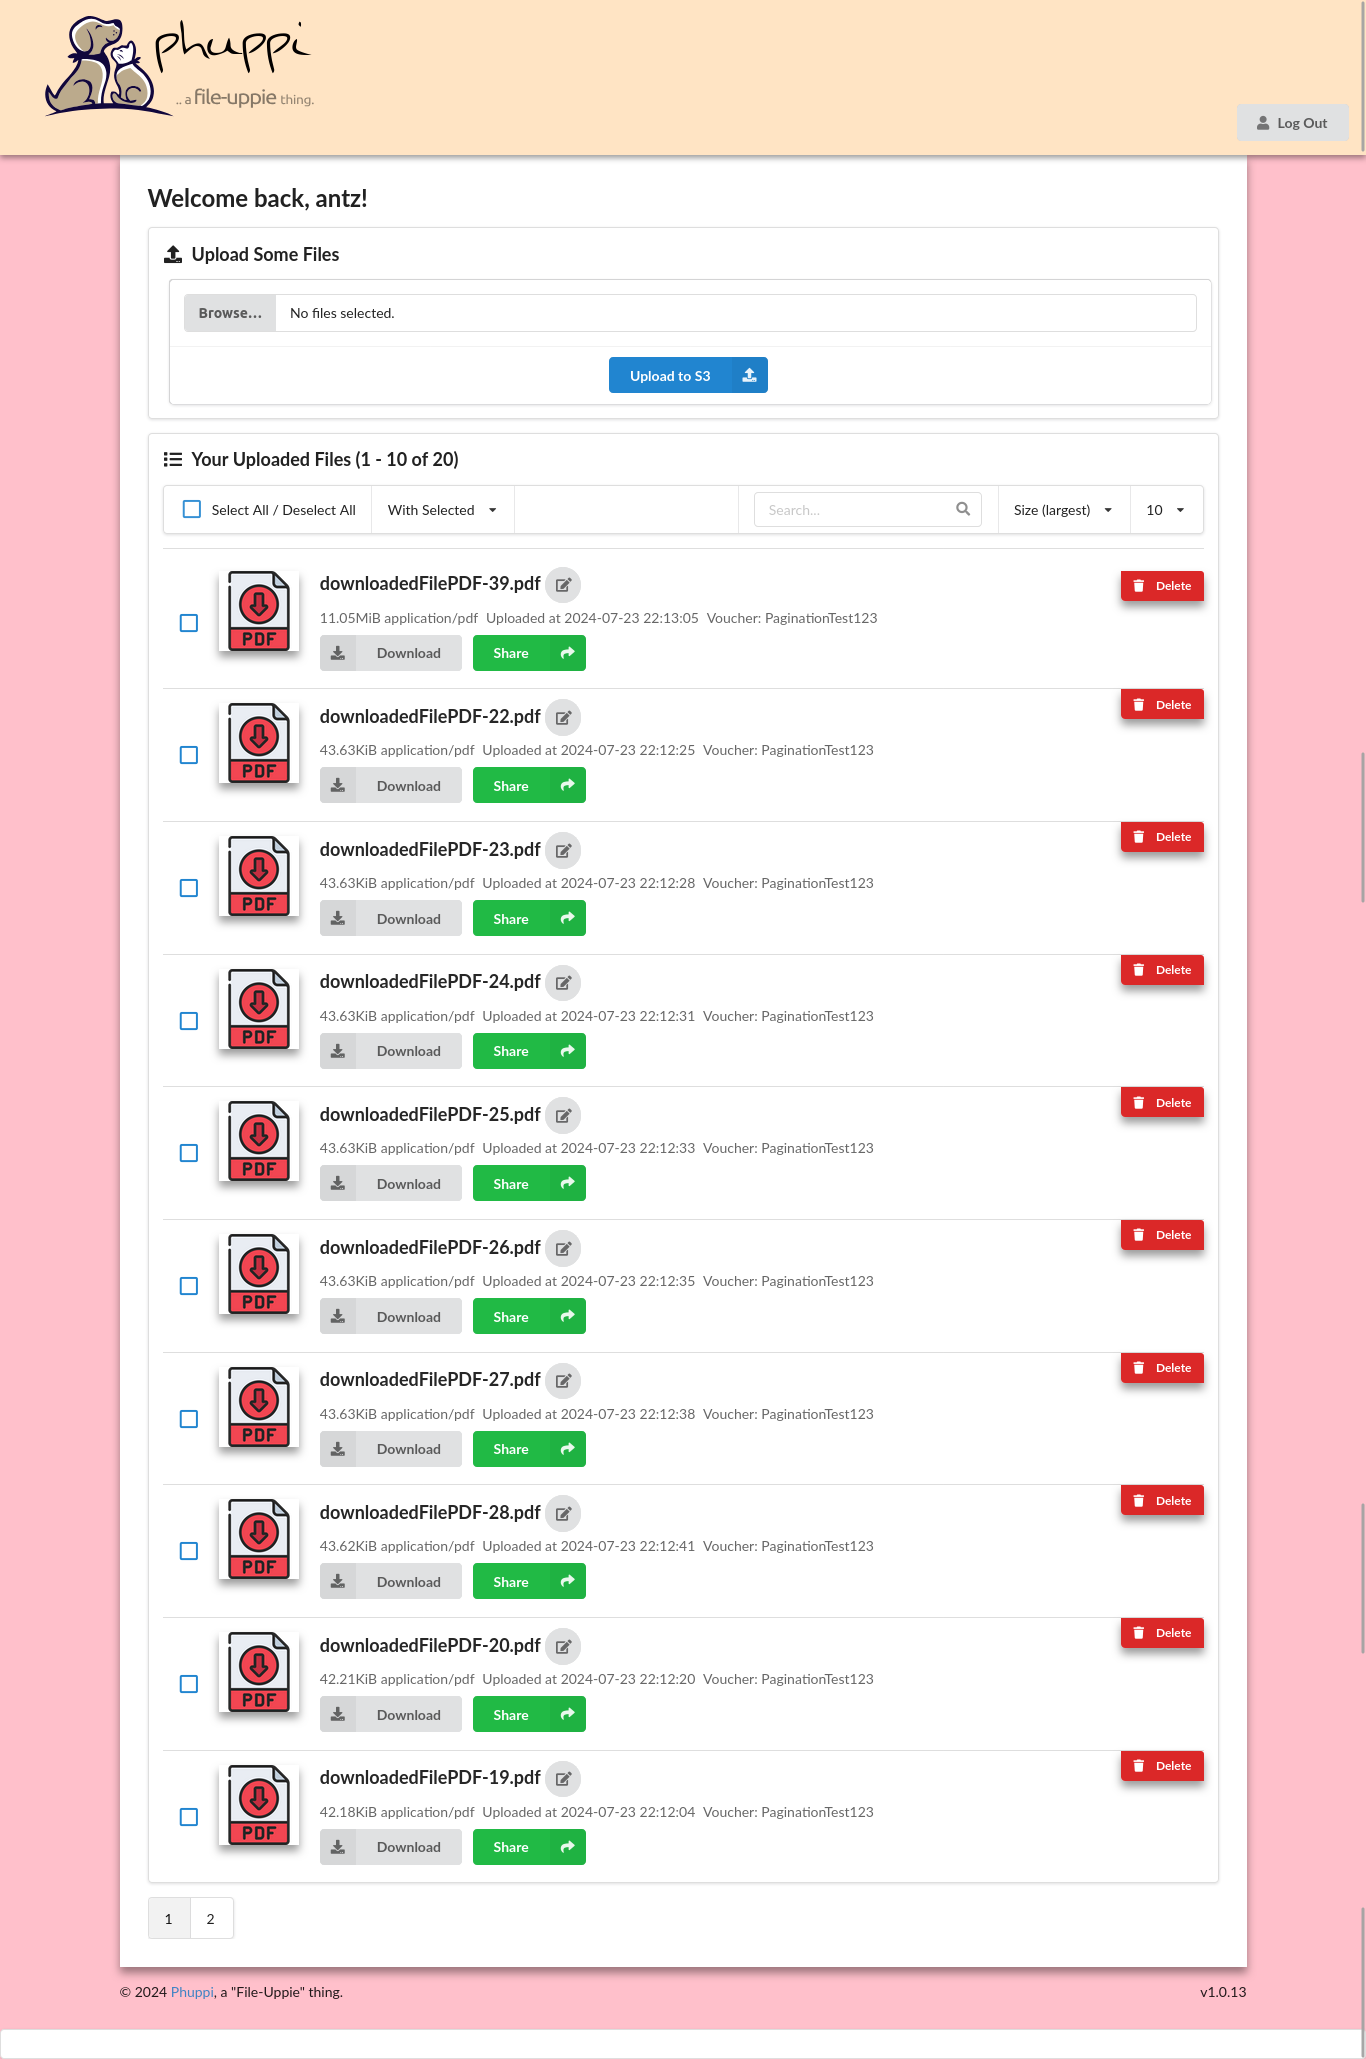 phuppi
.. a file-uppie thing.
Log Out
Welcome back, antz!
Upload Some Files
Browse... No files selected.
Upload to S3
Your Uploaded Files (1 - 10 of 20)
Select All / Deselect All With Selected Search... Size (largest) 10
downloadedFilePDF-39.pdf Delete
11.05MiB application/pdf Uploaded at 2024-07-23 22:13:05 Voucher: PaginationTest123
PDF
Download Share
downloadedFilePDF-22.pdf Delete
43.63KiB application/pdf Uploaded at 2024-07-23 22:12:25 Voucher: PaginationTest123
PDF
Download Share
downloadedFilePDF-23.pdf Delete
43.63KiB application/pdf Uploaded at 2024-07-23 22:12:28 Voucher: PaginationTest123
PDF
Download Share
downloadedFilePDF-24.pdf Delete
43.63KiB application/pdf Uploaded at 2024-07-23 22:12:31 Voucher: PaginationTest123
PDF
Download Share
downloadedFilePDF-25.pdf Delete
43.63KiB application/pdf Uploaded at 2024-07-23 22:12:33 Voucher: PaginationTest123
PDF
Download Share
downloadedFilePDF-26.pdf Delete
43.63KiB application/pdf Uploaded at 2024-07-23 22:12:35 Voucher: PaginationTest123
PDF
Download Share
downloadedFilePDF-27.pdf Delete
43.63KiB application/pdf Uploaded at 2024-07-23 22:12:38 Voucher: PaginationTest123
PDF
Download Share
downloadedFilePDF-28.pdf Delete
43.62KiB application/pdf Uploaded at 2024-07-23 22:12:41 Voucher: PaginationTest123
PDF
Download Share
downloadedFilePDF-20.pdf Delete
42.21KiB application/pdf Uploaded at 2024-07-23 22:12:20 Voucher: PaginationTest123
PDF
Download Share
downloadedFilePDF-19.pdf Delete
42.18KiB application/pdf Uploaded at 2024-07-23 22:12:04 Voucher: PaginationTest123
PDF
Download Share
1 2
© 2024 Phuppi, a "File-Uppie" thing. v1.0.13